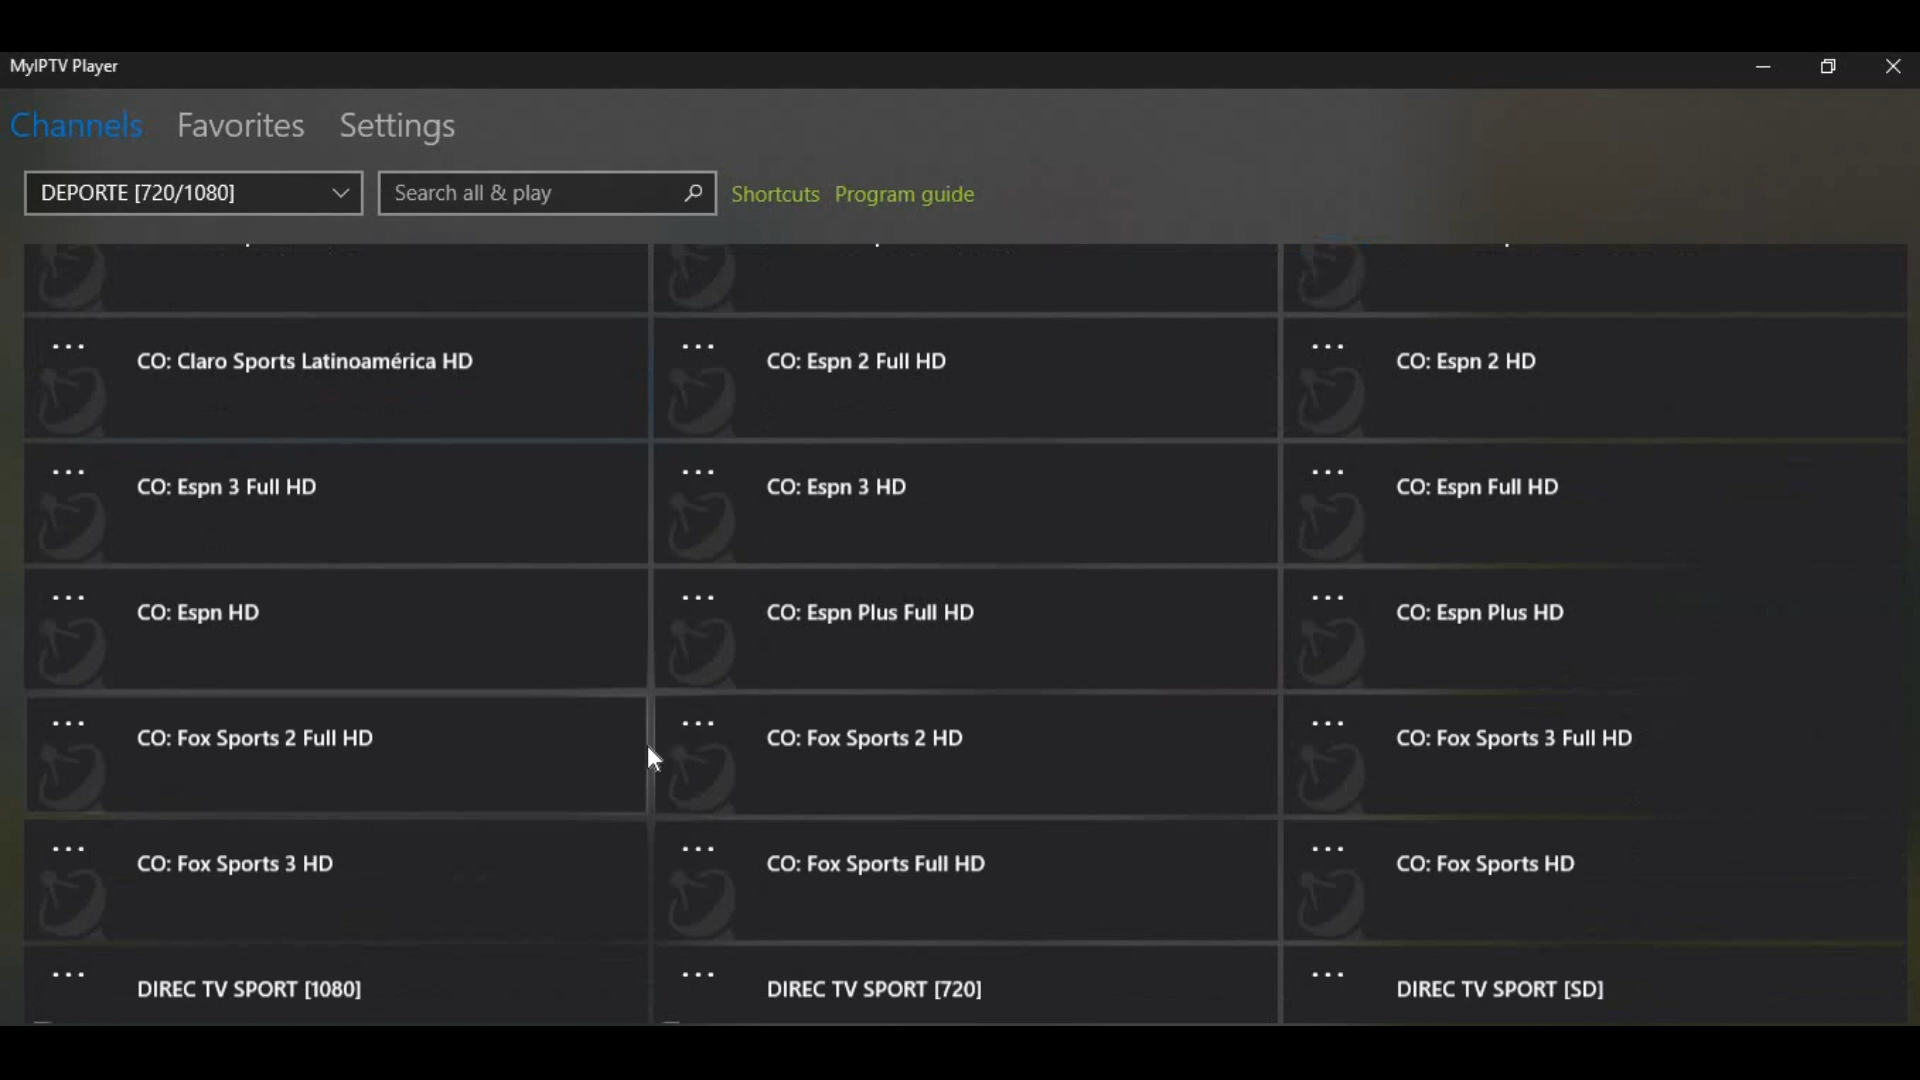 MyIPTV Player
Channels Favorites Settings
DEPORTE [720/1080] Search all & play Shortcuts Program guide
CO: Claro Sports Latinoamérica HD CO: Espn 2 Full HD CO: Espn 2 HD
CO: Espn 3 Full HD CO: Espn 3 HD CO: Espn Full HD
CO: Espn HD CO: Espn Plus Full HD CO: Espn Plus HD
CO: Fox Sports 2 Full HD CO: Fox Sports 2 HD CO: Fox Sports 3 Full HD
CO: Fox Sports 3 HD CO: Fox Sports Full HD CO: Fox Sports HD
DIREC TV SPORT [1080] DIREC TV SPORT [720] DIREC TV SPORT [SD]